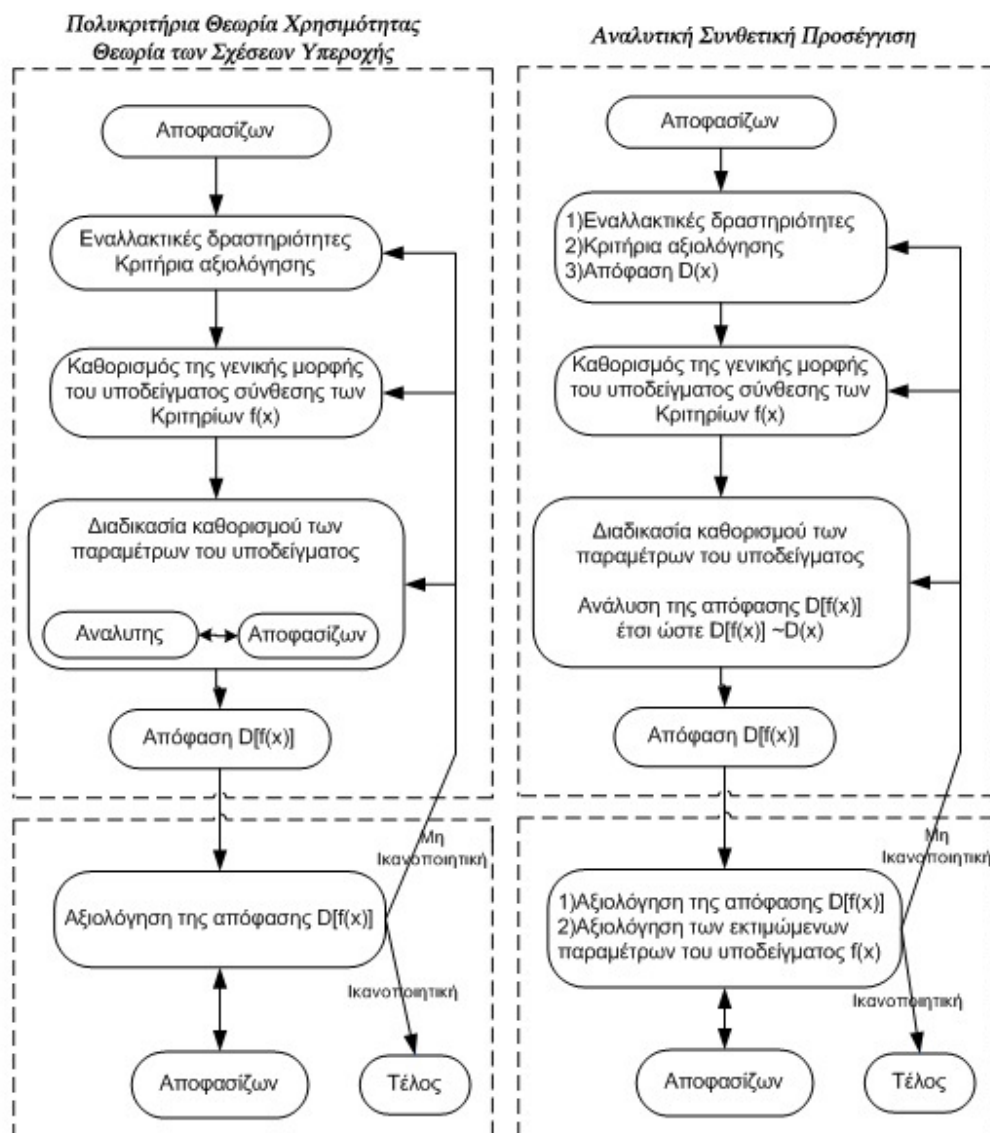 Πολυκριτήρια Θεωρία Χρησιμότητας
Θεωρία των Σχέσεων Υπεροχής
Αποφασίζων
Εναλλακτικές δραστηριότητες
Κριτήρια αξιολόγησης
Καθορισμός της γενικής μορφής
του υποδείγματος σύνθεσης των
Κριτηρίων f(x)
Διαδικασία καθορισμού των
παραμέτρων του υποδείγματος
Αναλυτης
Αποφασίζων
Απόφαση D[f(x)]
Μη
Ικανοποιητική
Αξιολόγηση της απόφασης D[f(x)]
Ικανοποιητική
Αποφασίζων
Τέλος
Αναλυτική Συνθετική Προσέγγιση
Αποφασίζων
1)Εναλλακτικές δραστηριότητες
2)Κριτήρια αξιολόγησης
3)Απόφαση D(x)
Καθορισμός της γενικής μορφής
του υποδείγματος σύνθεσης των
Κριτηρίων f(x)
Διαδικασία καθορισμού των
παραμέτρων του υποδείγματος
Ανάλυση της απόφασης D[f(x)]
έτσι ώστε D[f(x)] ~D(x)
Απόφαση D[f(x)]
Μη
Ικανοποιητική
1)Αξιολόγηση της απόφασης D[f(x)]
2)Αξιολόγηση των εκτιμώμενων
παραμέτρων του υποδείγματος f(x)
Ικανοποιητική
Αποφασίζων
Τέλος